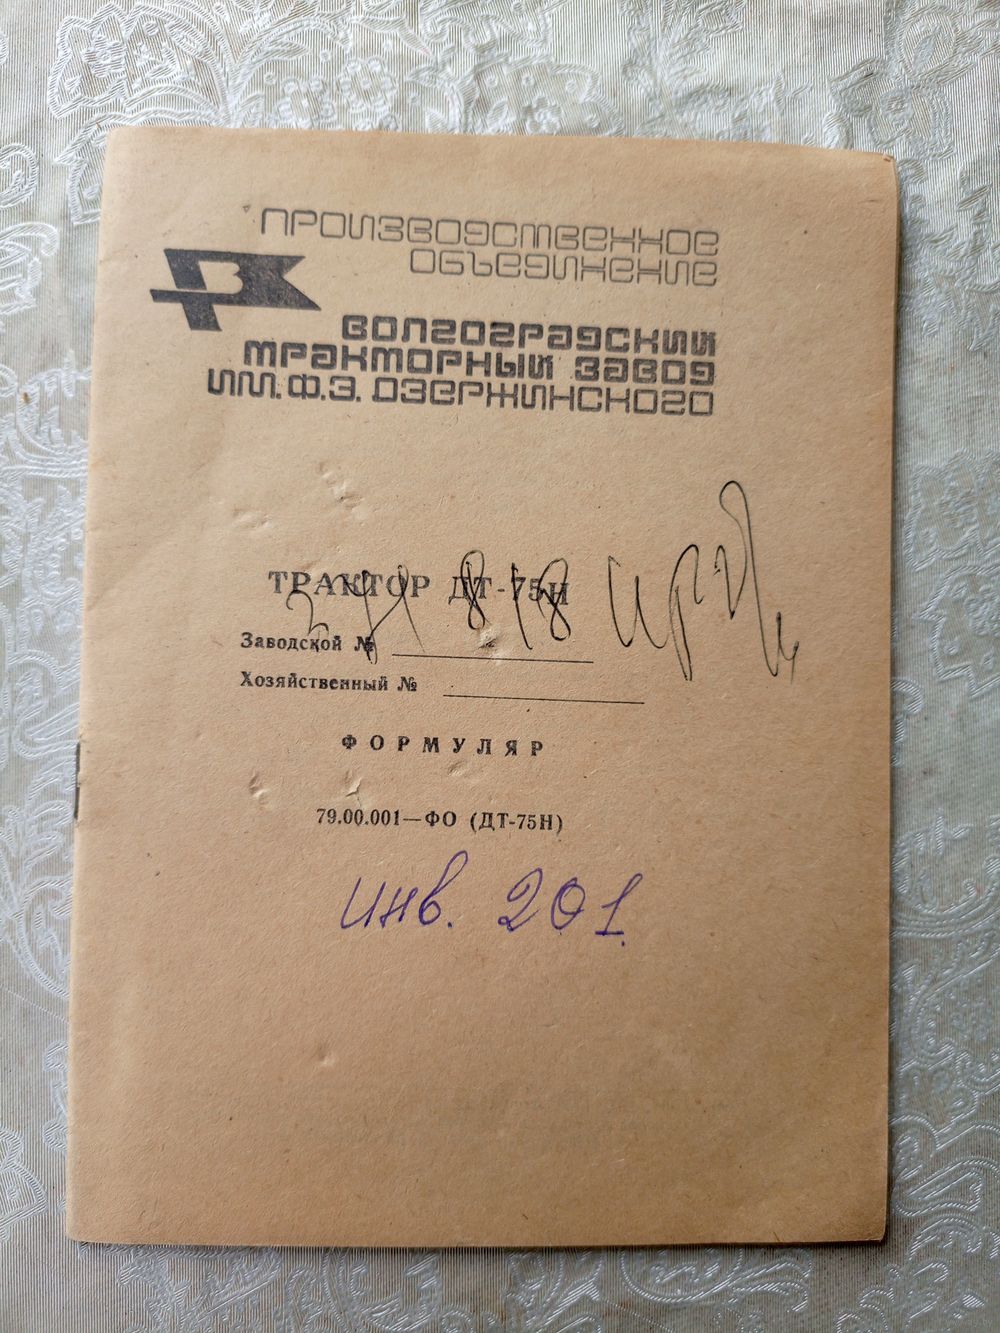 ПРОИЗВОДСТВЕННОЕ
ОБЪЕДИНЕНИЕ
ВОЛГОГРАДСКИЙ
ТРАКТОРНЫЙ ЗАВОД
ИМ. Ф. Э. ДЗЕРЖИНСКОГО
ТРАКТОР ДТ-75Н
Заводской №
Хозяйственный №
ФОРМУЛЯР
79.00.001—ФО (ДТ-75Н)
инв. 201